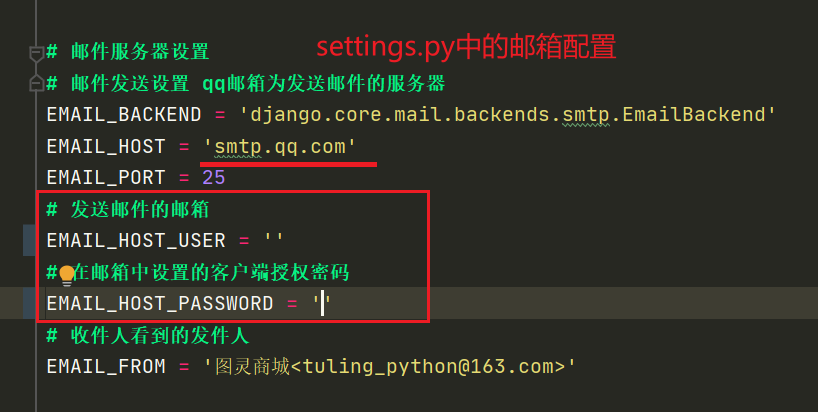 # 邮件服务器设置
settings.py中的邮箱配置
# 邮件发送设置 qq邮箱为发送邮件的服务器
EMAIL_BACKEND = 'django.core.mail.backends.smtp.EmailBackend'
EMAIL_HOST = 'smtp.qq.com'
EMAIL_PORT = 25
# 发送邮件的邮箱
EMAIL_HOST_USER = ''
# 在邮箱中设置的客户端授权密码
EMAIL_HOST_PASSWORD = ''
# 收件人看到的发件人
EMAIL_FROM = '图灵商城<tuling_python@163.com>'